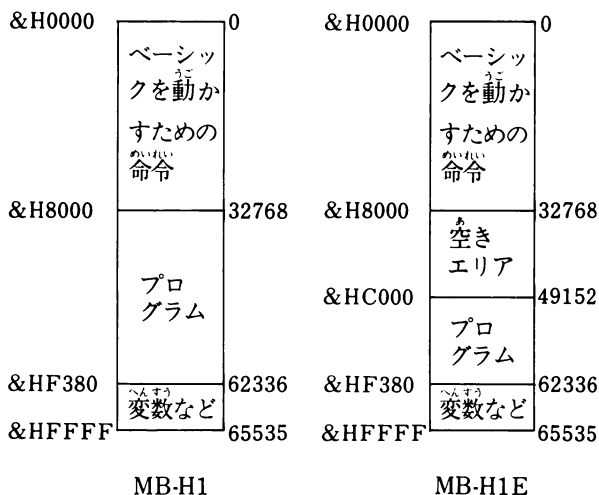 &H0000
0
ベーシッ
クを動か
すための
命令
&H8000
32768
プロ
グラム
&HF380
62336
変数など
&HFFFF
65535
MB-H1
&H0000
0
ベーシッ
クを動か
すための
命令
&H8000
32768
空き
エリア
&HC000
49152
プロ
グラム
&HF380
62336
変数など
&HFFFF
65535
MB-H1E